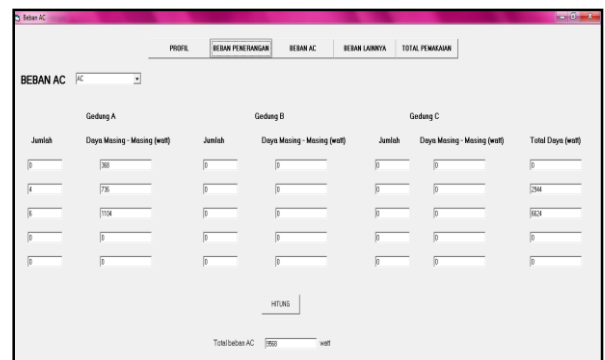 Beban AC
PROFIL BEBAN PENERANGAN BEBAN AC BEBAN LAINNYA TOTAL PEMAKAIAN
BEBAN AC AC
Gedung A Gedung B Gedung C
Jumlah Daya Masing - Masing (watt) Jumlah Daya Masing - Masing (watt) Jumlah Daya Masing - Masing (watt) Total Daya (watt)
0 368 0 0 0 0 0
4 736 0 0 0 0 2944
6 1104 0 0 0 0 6624
0 0 0 0 0 0 0
0 0 0 0 0 0 0
HITUNG
Total beban AC 9568 watt